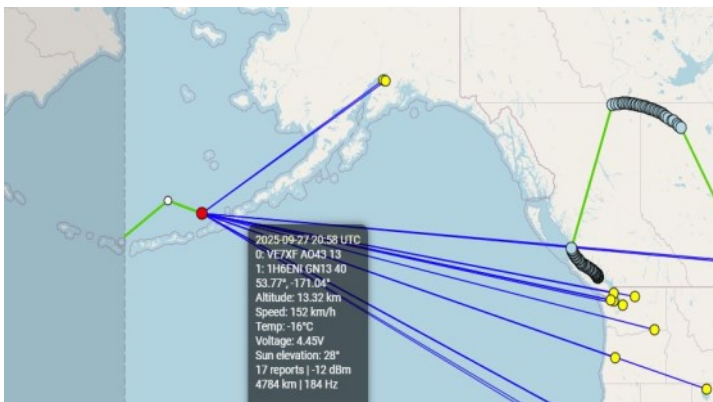 2025-09-27 20:58 UTC
0: VE7XF AO43 13
1: 1H6ENI GN13 40
53.77°, -171.04°
Altitude: 13.32 km
Speed: 152 km/h
Temp: -16°C
Voltage: 4.45V
Sun elevation: 28°
17 reports | -12 dBm
4784 km | 184 Hz